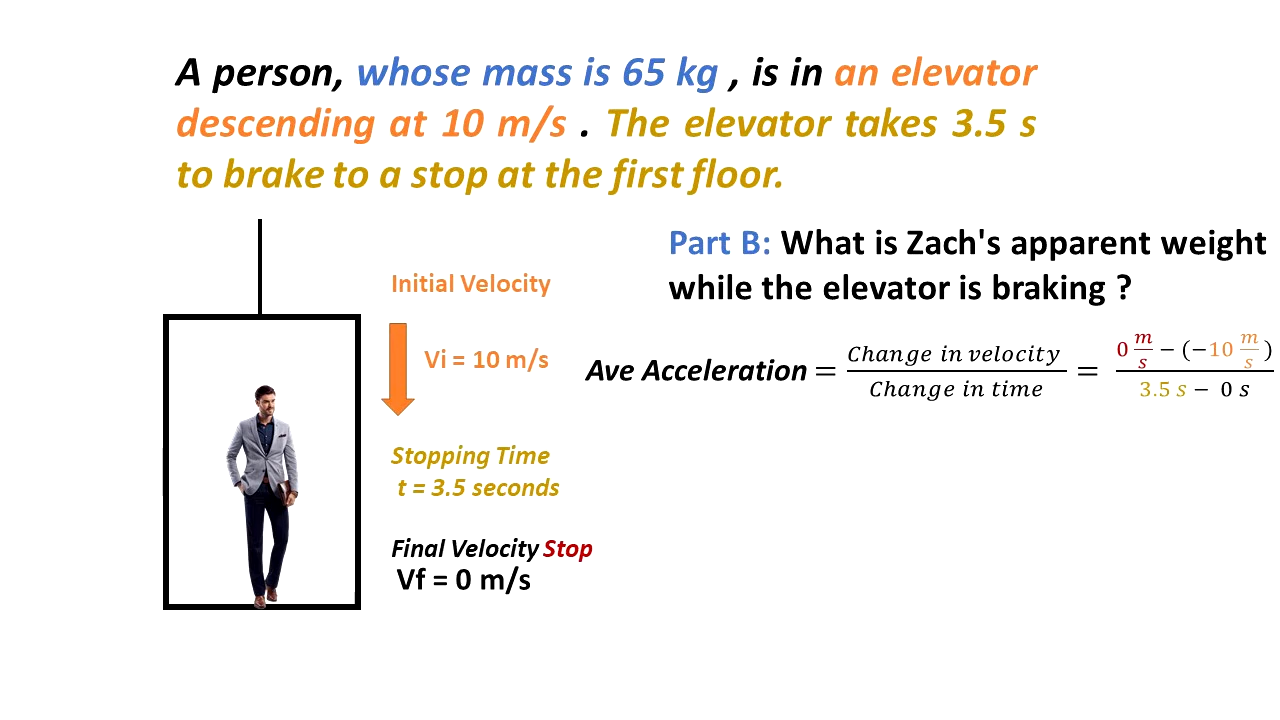 A person, whose mass is 65 kg , is in an elevator
descending at 10 m/s . The elevator takes 3.5 s
to brake to a stop at the first floor.
Part B: What is Zach's apparent weight
while the elevator is braking ?
Initial Velocity
Vi = 10 m/s
Ave Acceleration = Change in velocity / Change in time = 0 m/s − (−10 m/s) / 3.5 s − 0 s
Stopping Time
t = 3.5 seconds
Final Velocity Stop
Vf = 0 m/s